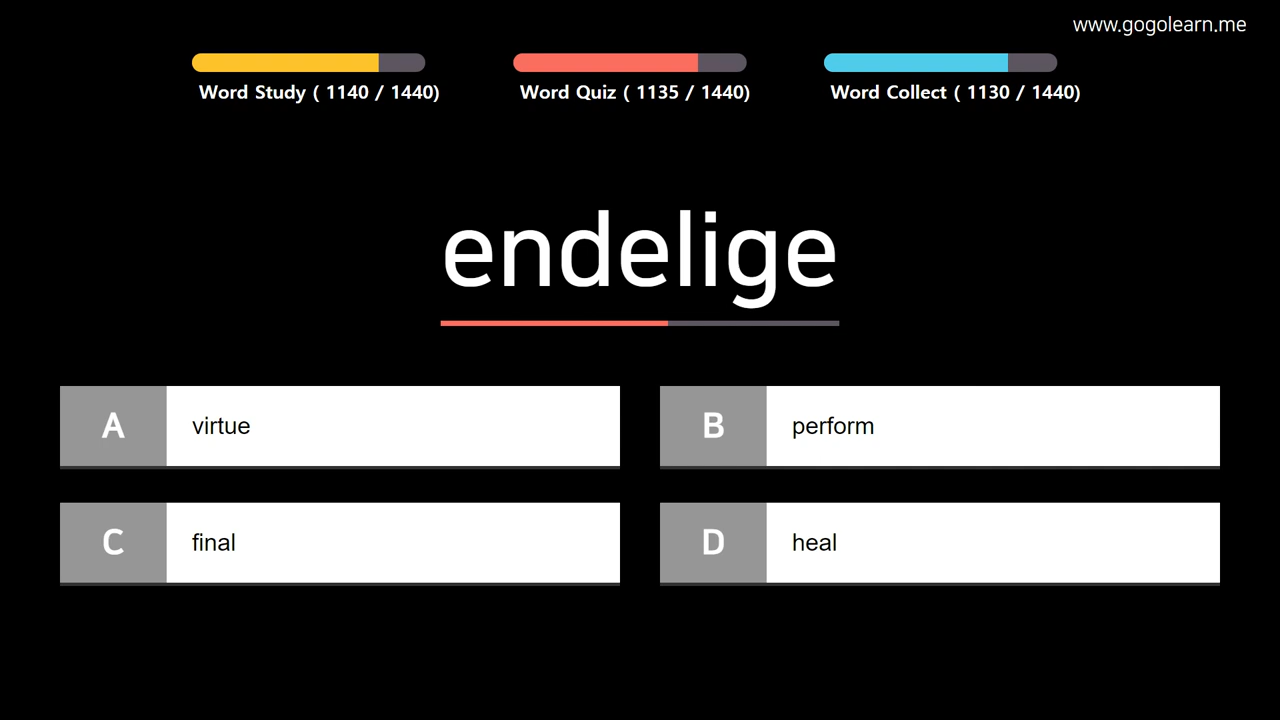 www.gogolearn.me
Word Study ( 1140 / 1440)
Word Quiz ( 1135 / 1440)
Word Collect ( 1130 / 1440)
endelige
A virtue
B perform
C final
D heal